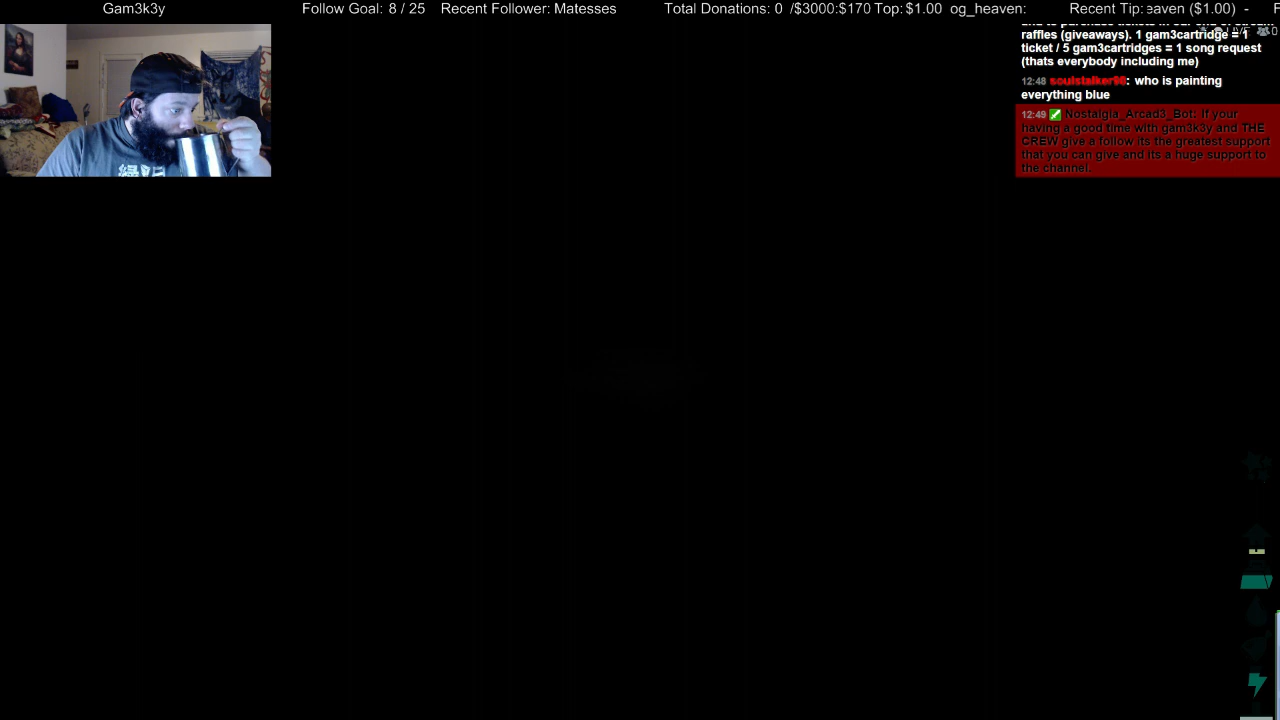 Gam3k3y
Follow Goal: 8 / 25
Recent Follower: Matesses
Total Donations: 0 /$3000:$170 Top: $1.00 og_heaven:
Recent Tip: eaven ($1.00) -
raffles (giveaways). 1 gam3cartridge = 1
ticket / 5 gam3cartridges = 1 song request
(thats everybody including me)
12:48 soulstalker98: who is painting
everything blue
12:49 Nostalgia_Arcad3_Bot: If your
having a good time with gam3k3y and THE
CREW give a follow its the greatest support
that you can give and its a huge support to
the channel.